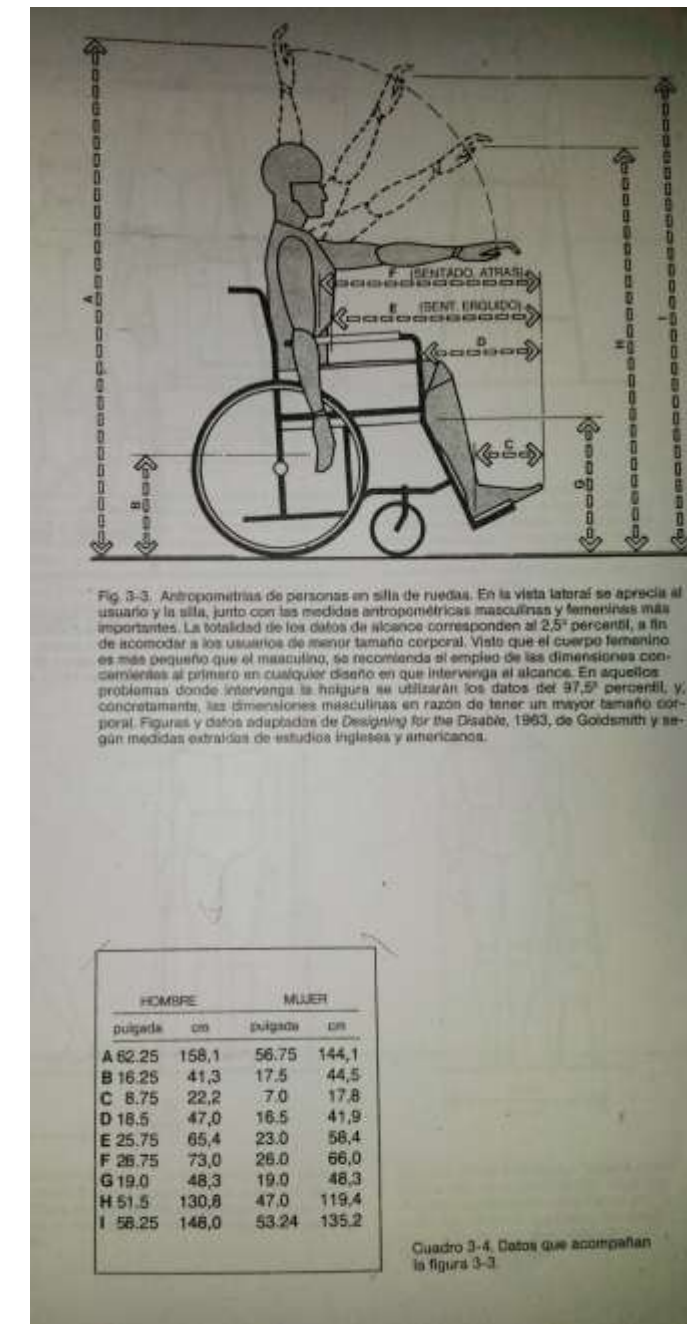 A
F (SENTADO. ATRAS)
E (SENT. ERGUIDO)
D
C
B
G
H
I
Fig. 3-3. Antropometrias de personas en silla de ruedas. En la vista lateral se aprecia al
usuario y la silla, junto con las medidas antropométricas masculinas y femeninas más
importantes. La totalidad de los datos de alcance corresponden al 2,5º percentil, a fin
de acomodar a los usuarios de menor tamaño corporal. Visto que el cuerpo femenino
es más pequeño que el masculino, se recomienda el empleo de las dimensiones con-
cernientes al primero en cualquier diseño en que intervenga el alcance. En aquellos
problemas donde intervenga la holgura se utilizarán los datos del 97,5º percentil, y,
concretamente, las dimensiones masculinas en razón de tener un mayor tamaño cor-
poral. Figuras y datos adaptados de Designing for the Disable, 1963, de Goldsmith y se-
gún medidas extraídas de estudios ingleses y americanos.
HOMBRE MUJER
pulgada cm pulgada cm
A 62.25 158,1 56.75 144,1
B 16.25 41,3 17.5 44,5
C 8.75 22,2 7.0 17,8
D 18.5 47,0 16.5 41,9
E 25.75 65,4 23.0 58,4
F 28.75 73,0 26.0 66,0
G 19.0 48,3 19.0 48,3
H 51.5 130,8 47.0 119,4
I 58.25 148,0 53.24 135,2
Cuadro 3-4. Datos que acompañan
la figura 3-3.